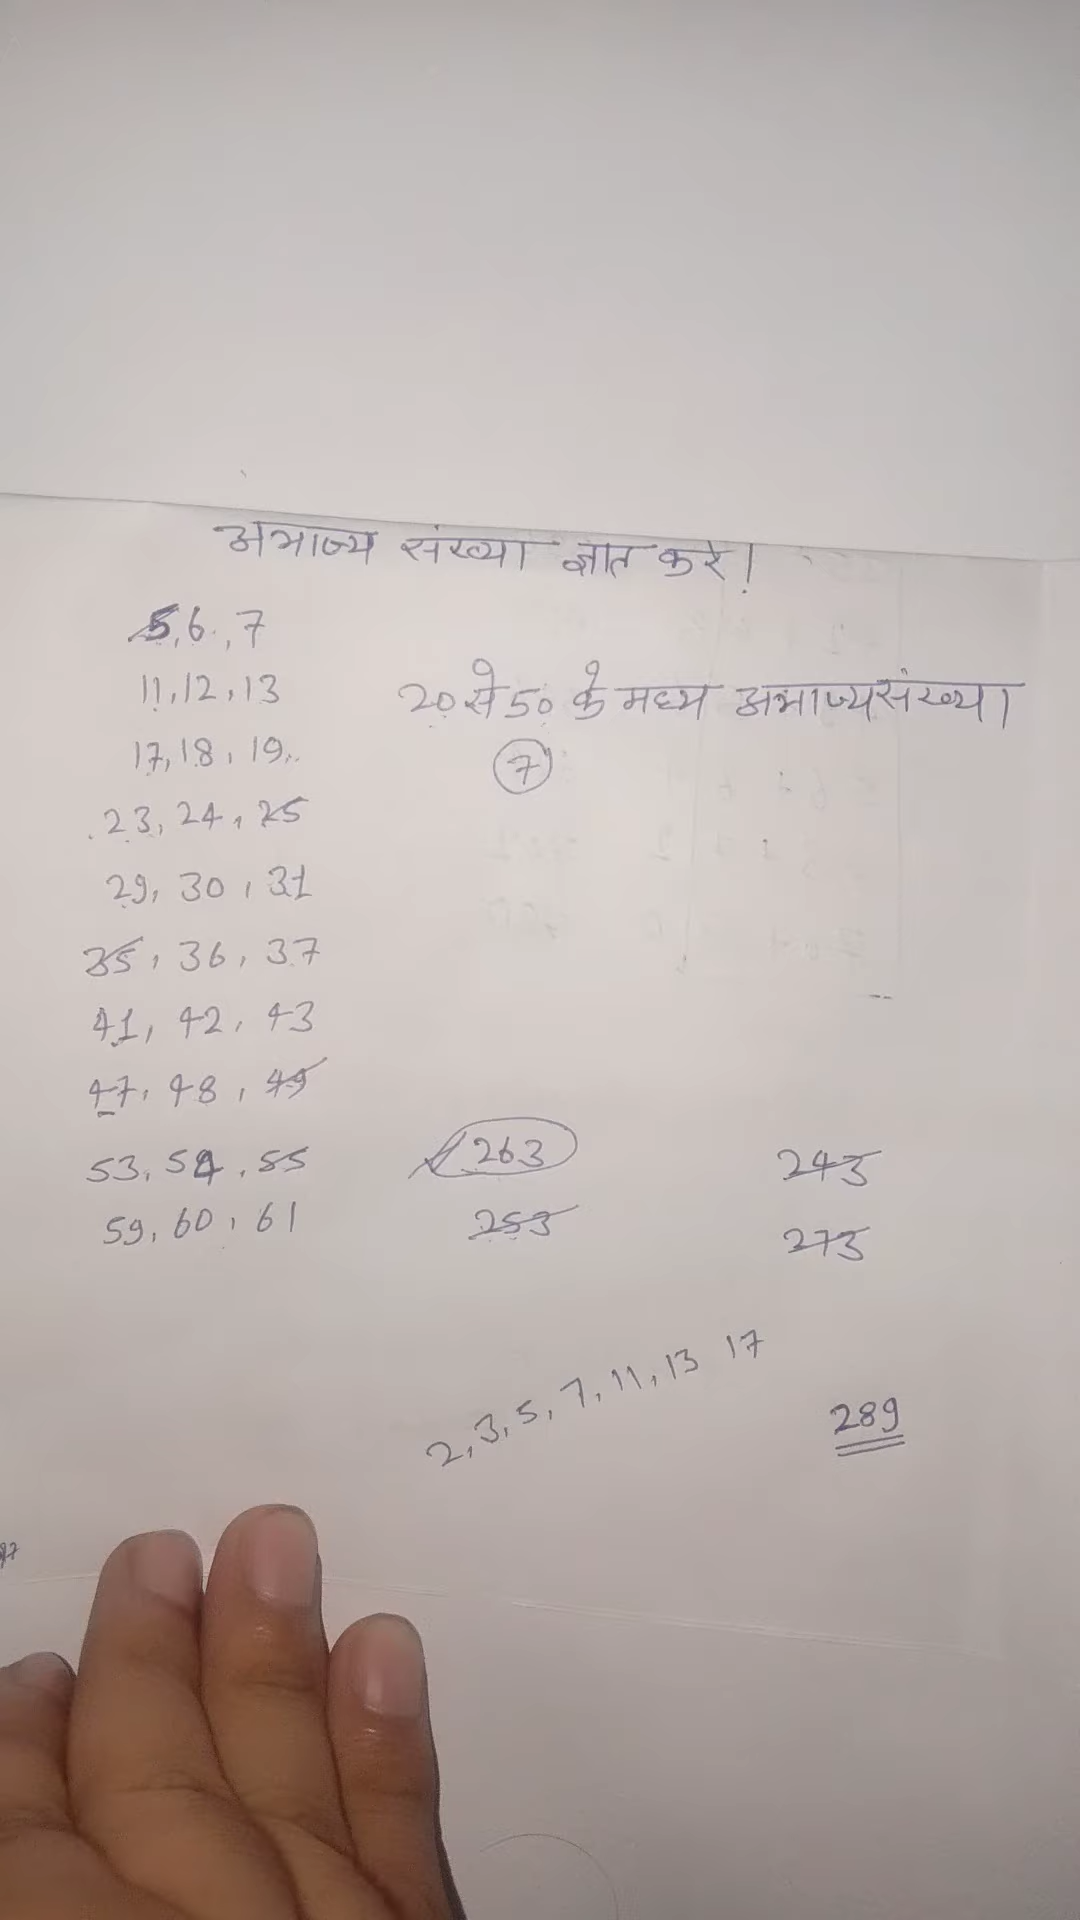 अभाज्य संख्या ज्ञात करे।
5, 6, 7
11, 12, 13
17, 18, 19
23, 24, 25
29, 30, 31
35, 36, 37
41, 42, 43
47, 48, 49
53, 54, 55
59, 60, 61
20 से 50 के मध्य अभाज्य संख्या
7
263
253
243
273
2, 3, 5, 7, 11, 13 17
289